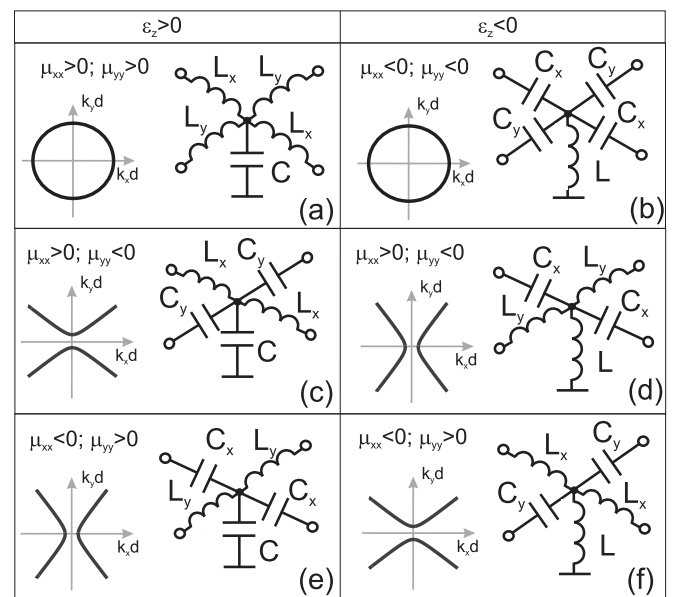 ε_z>0
ε_z<0
μ_xx>0; μ_yy>0
k_yd
k_xd
L_x L_y
L_y L_x
C
(a)
μ_xx<0; μ_yy<0
k_yd
k_xd
C_x C_y
C_y C_x
L
(b)
μ_xx>0; μ_yy<0
k_yd
k_xd
L_x C_y
C_y L_x
C
(c)
μ_xx>0; μ_yy<0
k_yd
k_xd
C_x L_y
L_y C_x
L
(d)
μ_xx<0; μ_yy>0
k_yd
k_xd
C_x L_y
L_y C_x
C
(e)
μ_xx<0; μ_yy>0
k_yd
k_xd
L_x C_y
C_y L_x
L
(f)